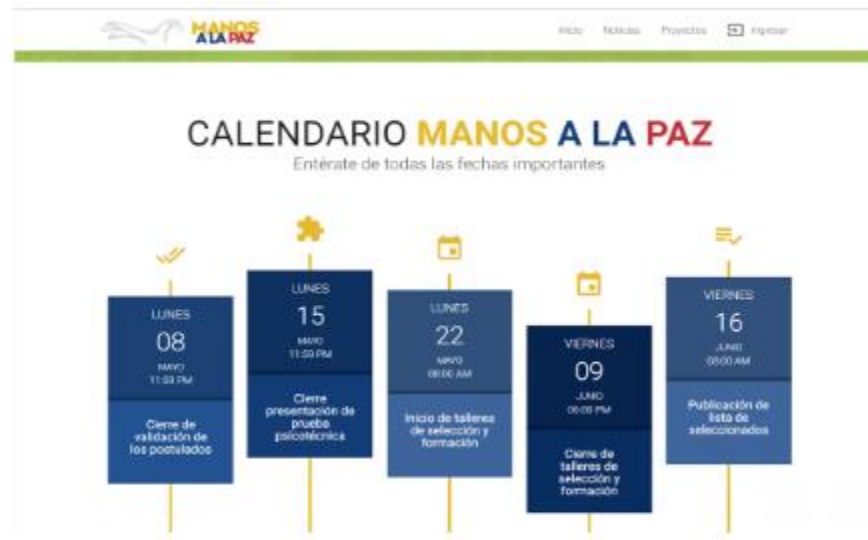 MANOS
A LA PAZ
Inicio Noticias Proyectos Ingresar
CALENDARIO MANOS A LA PAZ
Entérate de todas las fechas importantes
LUNES
08
MAYO
11:59 PM
Cierre de
validación de
los postulados
LUNES
15
MAYO
11:59 PM
Cierre
presentación de
prueba
psicotécnica
LUNES
22
MAYO
08:00 AM
Inicio de talleres
de selección y
formación
VIERNES
09
JUNIO
06:00 PM
Cierre de
talleres de
selección y
formación
VIERNES
16
JUNIO
08:00 AM
Publicación de
lista de
seleccionados